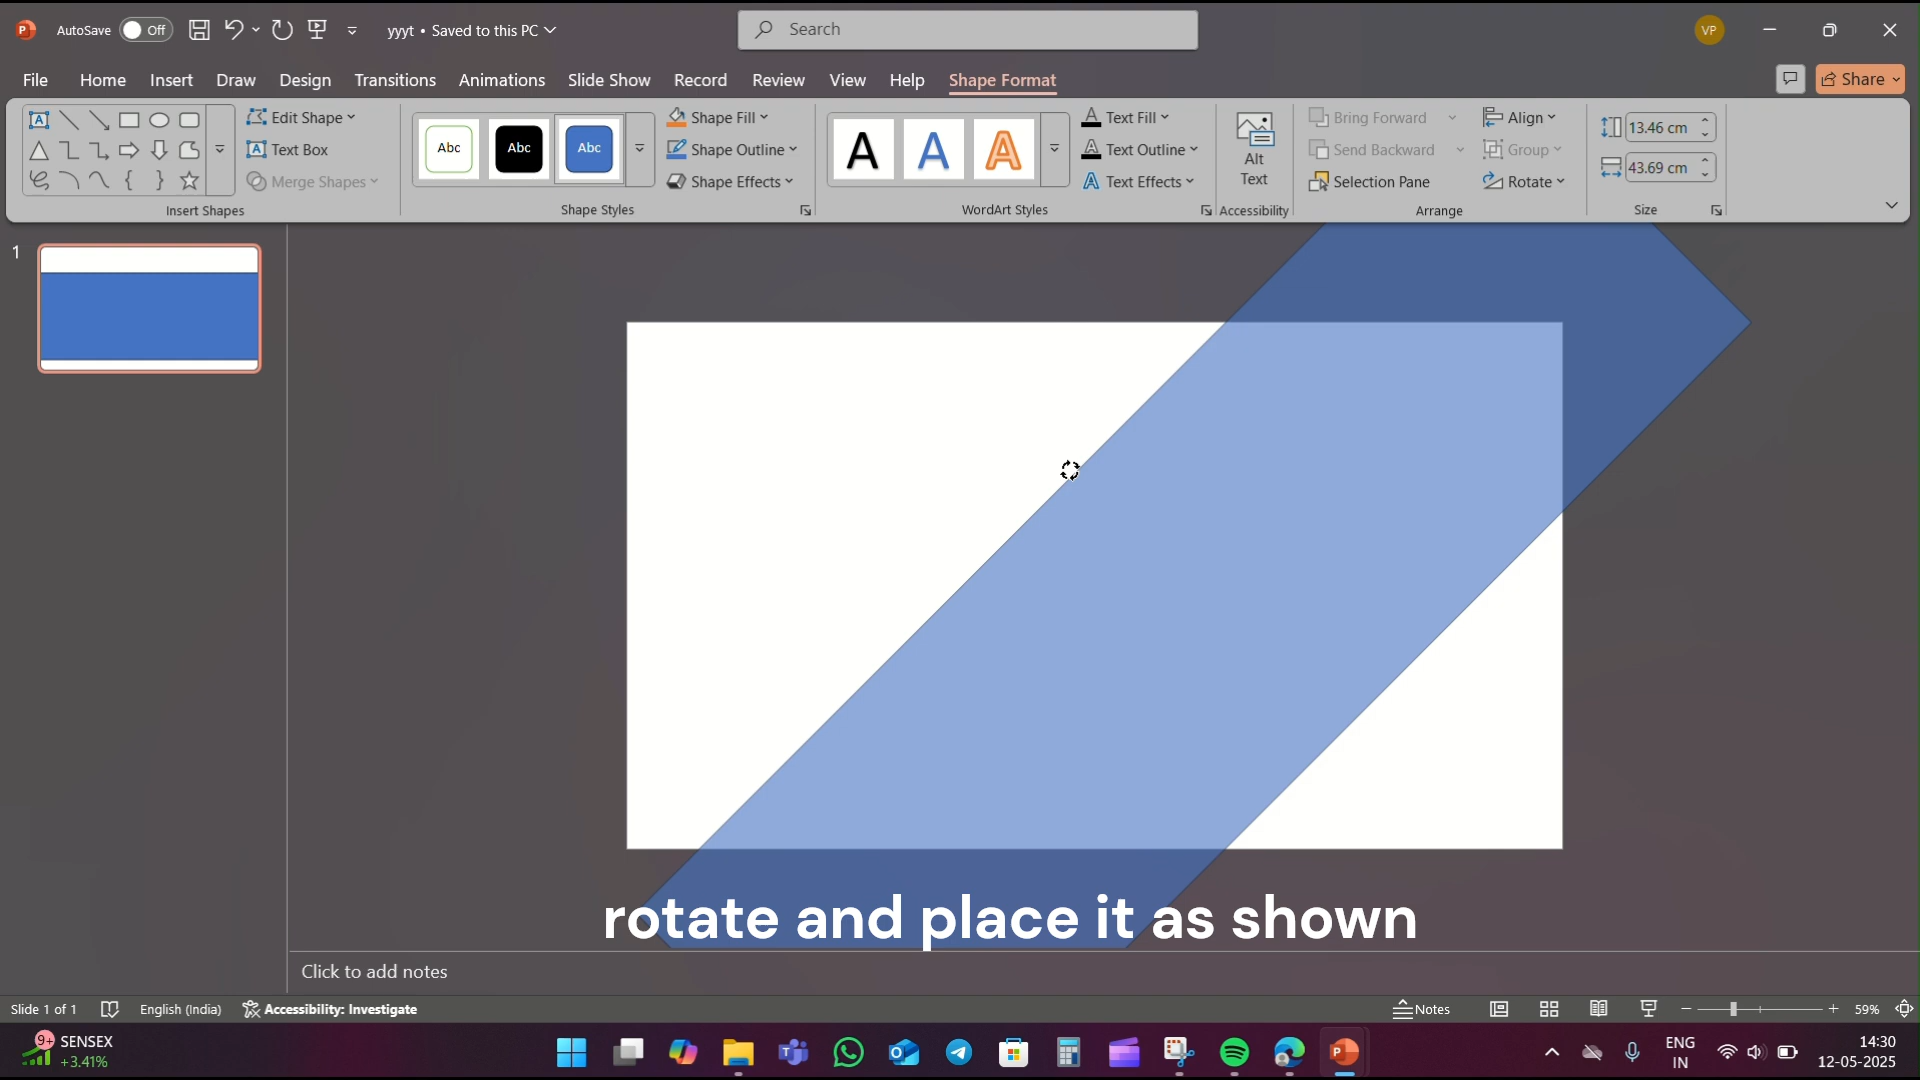 AutoSave Off yyyt • Saved to this PC Search VP
File Home Insert Draw Design Transitions Animations Slide Show Record Review View Help Shape Format Share
Edit Shape
Text Box
Merge Shapes
Insert Shapes
Abc Abc Abc
Shape Fill
Shape Outline
Shape Effects
Shape Styles
A A A
Text Fill
Text Outline
Text Effects
WordArt Styles
Alt
Text
Accessibility
Bring Forward
Send Backward
Selection Pane
Align
Group
Rotate
Arrange
13.46 cm
43.69 cm
Size
1
rotate and place it as shown
Click to add notes
Slide 1 of 1 English (India) Accessibility: Investigate Notes 59%
9+ SENSEX
+3.41%
ENG
IN
14:30
12-05-2025